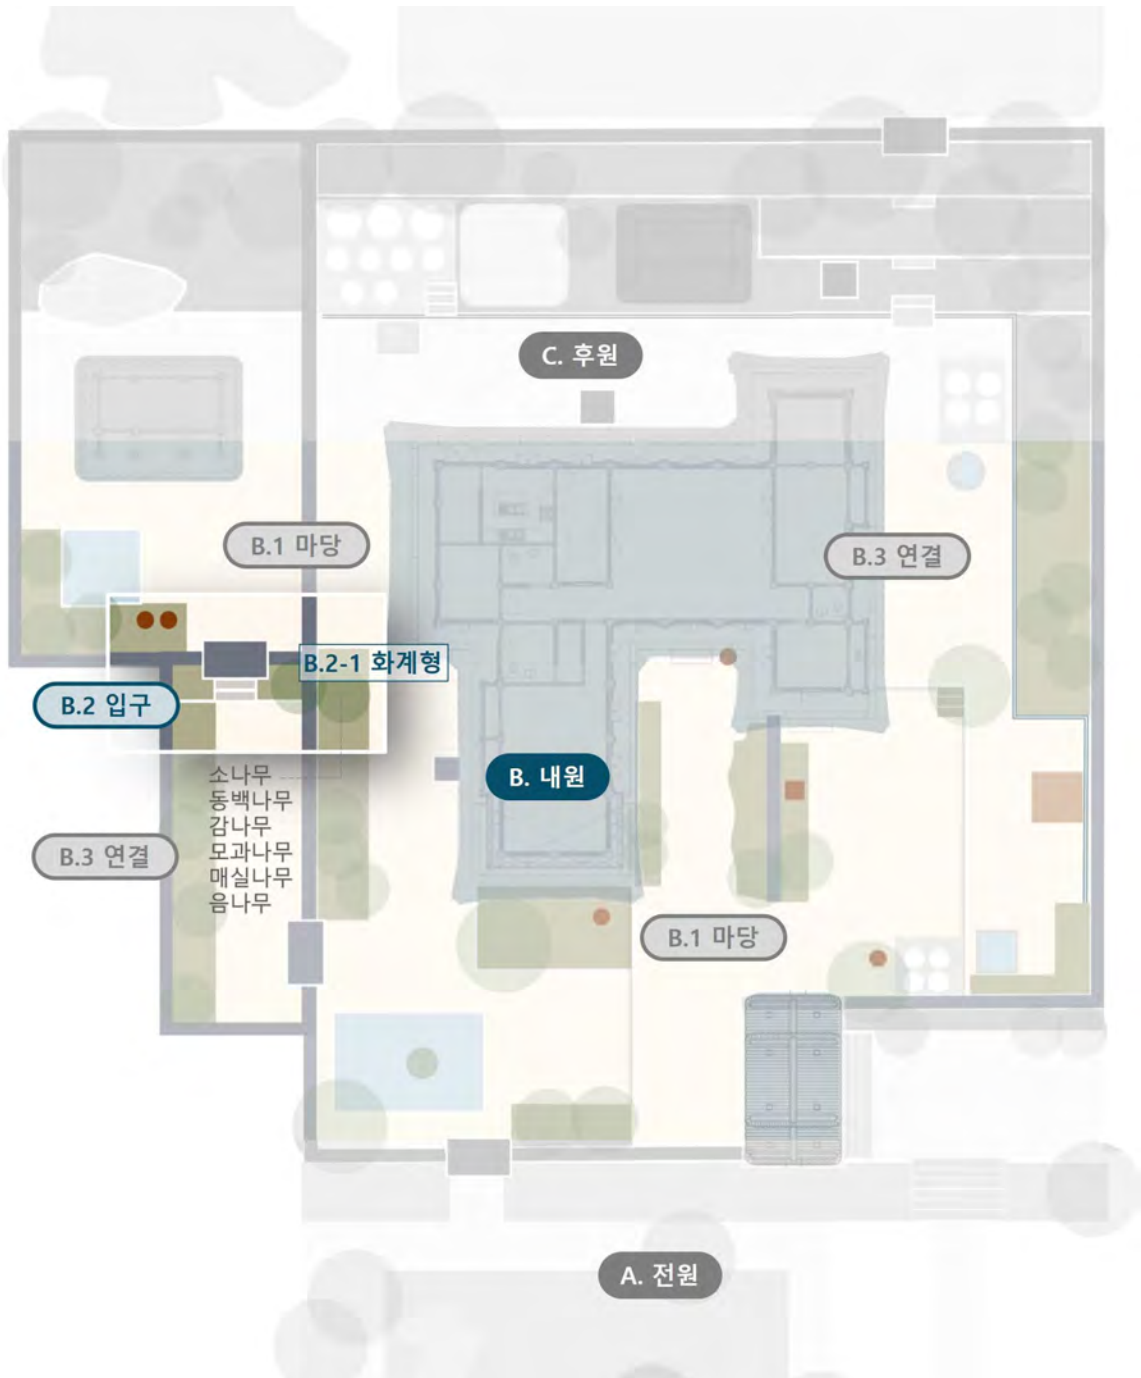 C. 후원
B.1 마당
B.3 연결
B.2-1 화계형
B.2 입구
B. 내원
소나무
동백나무
감나무
모과나무
매실나무
음나무
B.3 연결
B.1 마당
A. 전원